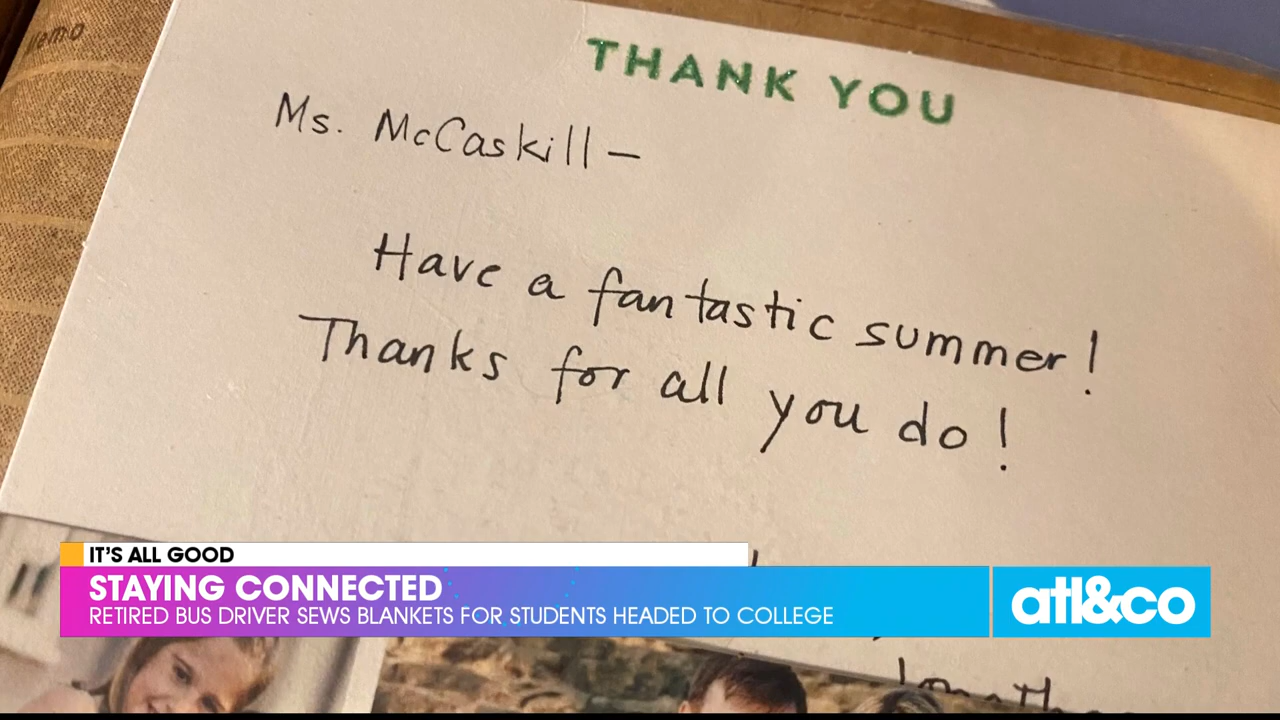 THANK YOU
Ms. McCaskill –
Have a fantastic summer!
Thanks for all you do!
IT'S ALL GOOD
STAYING CONNECTED
RETIRED BUS DRIVER SEWS BLANKETS FOR STUDENTS HEADED TO COLLEGE
atl&co